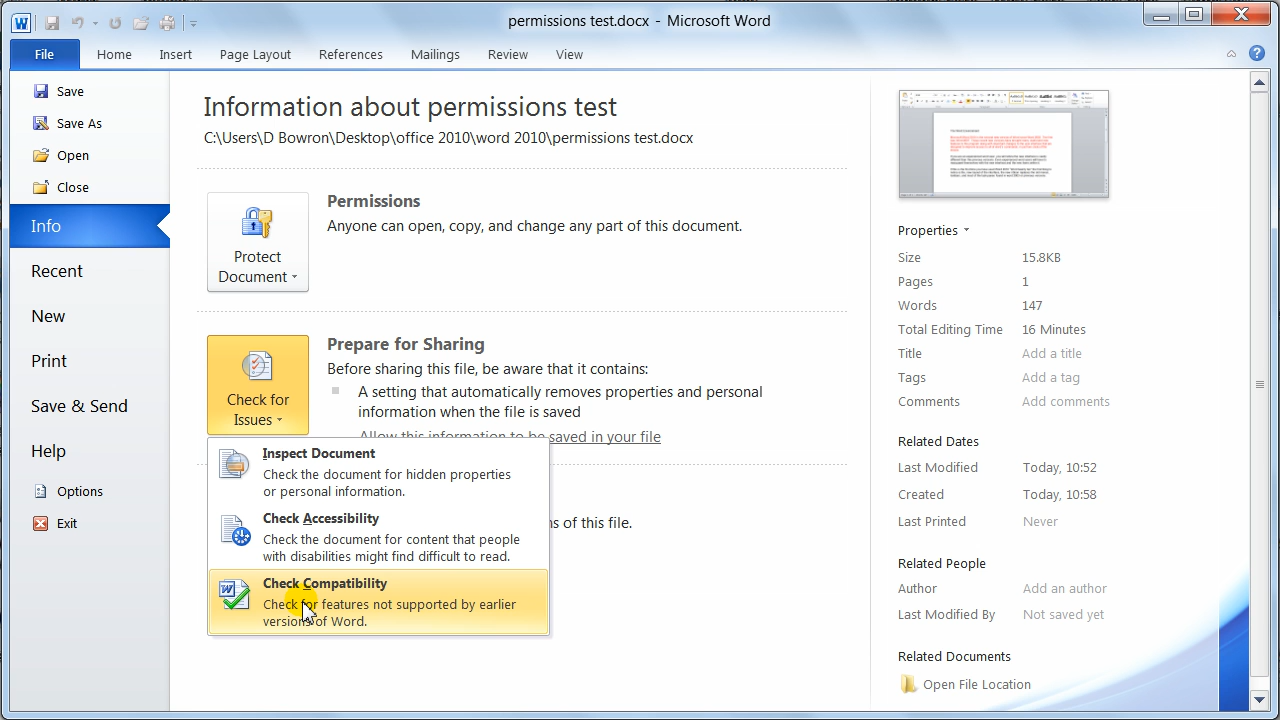 permissions test.docx - Microsoft Word
File Home Insert Page Layout References Mailings Review View
Save
Save As
Open
Close
Info
Recent
New
Print
Save & Send
Help
Options
Exit
Information about permissions test
C:\Users\D Bowron\Desktop\office 2010\word 2010\permissions test.docx
Protect
Document
Permissions
Anyone can open, copy, and change any part of this document.
Check for
Issues
Prepare for Sharing
Before sharing this file, be aware that it contains:
A setting that automatically removes properties and personal
information when the file is saved
Allow this information to be saved in your file
Inspect Document
Check the document for hidden properties
or personal information.
Check Accessibility
Check the document for content that people
with disabilities might find difficult to read.
Check Compatibility
Check for features not supported by earlier
versions of Word.
of this file.
Properties
Size 15.8KB
Pages 1
Words 147
Total Editing Time 16 Minutes
Title Add a title
Tags Add a tag
Comments Add comments
Related Dates
Last Modified Today, 10:52
Created Today, 10:58
Last Printed Never
Related People
Author Add an author
Last Modified By Not saved yet
Related Documents
Open File Location